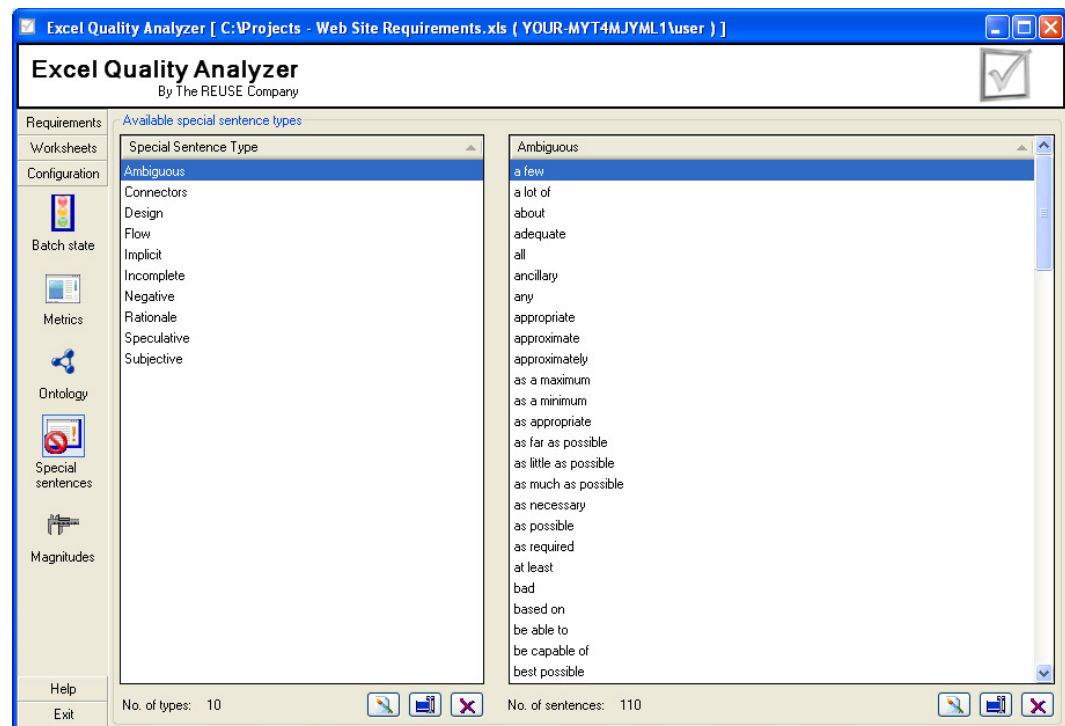 Excel Quality Analyzer [ C:\Projects - Web Site Requirements.xls ( YOUR-MYT4MJYML1\user ) ]
Excel Quality Analyzer
By The REUSE Company
Requirements
Worksheets
Configuration
Batch state
Metrics
Ontology
Special
sentences
Magnitudes
Help
Exit
Available special sentence types
Special Sentence Type
Ambiguous
Connectors
Design
Flow
Implicit
Incomplete
Negative
Rationale
Speculative
Subjective
No. of types: 10
Ambiguous
a few
a lot of
about
adequate
all
ancillary
any
appropriate
approximate
approximately
as a maximum
as a minimum
as appropriate
as far as possible
as little as possible
as much as possible
as necessary
as possible
as required
at least
bad
based on
be able to
be capable of
best possible
No. of sentences: 110